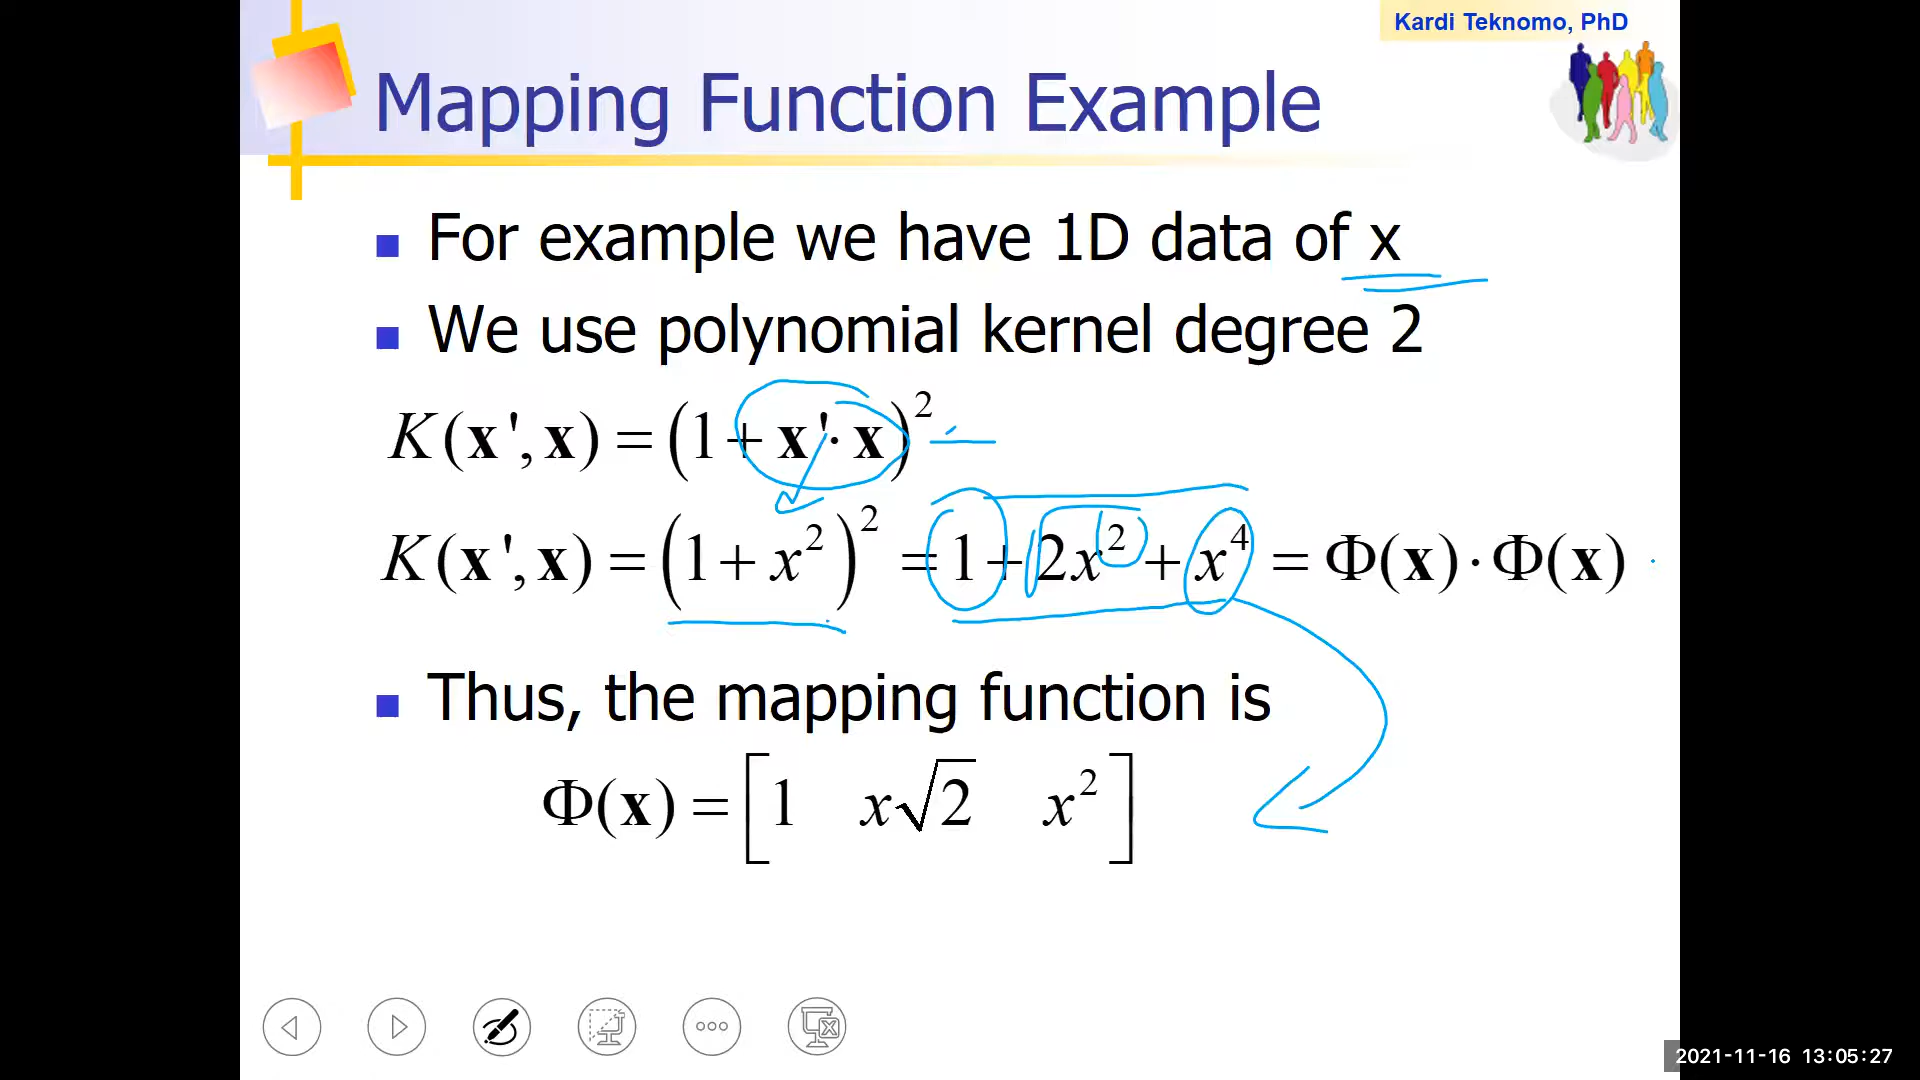 Kardi Teknomo, PhD
Mapping Function Example
For example we have 1D data of x
We use polynomial kernel degree 2
K(x', x) = (1 + x'· x)²
K(x', x) = (1 + x²)² = 1 + 2x² + x⁴ = Φ(x) · Φ(x)
Thus, the mapping function is
Φ(x) = [1 x√2 x²]
2021-11-16 13:05:27